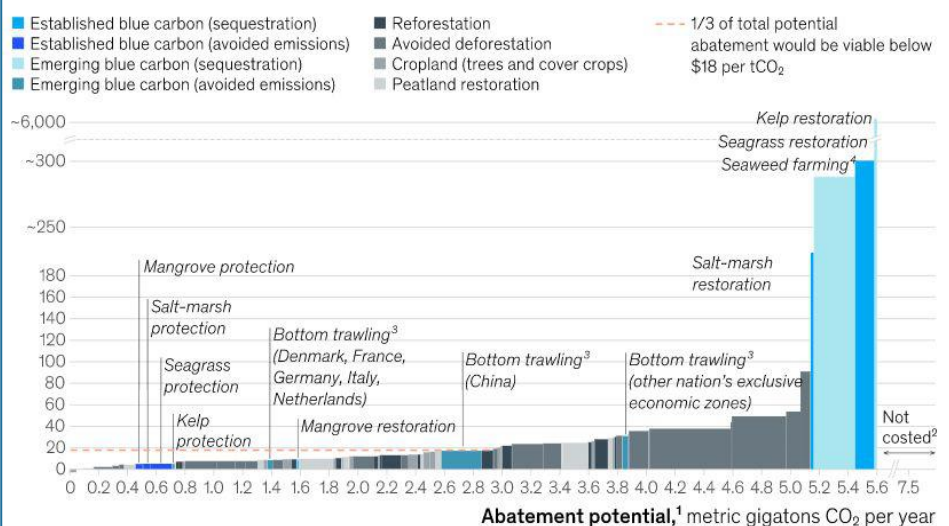 Established blue carbon (sequestration)
Established blue carbon (avoided emissions)
Emerging blue carbon (sequestration)
Emerging blue carbon (avoided emissions)
Reforestation
Avoided deforestation
Cropland (trees and cover crops)
Peatland restoration
1/3 of total potential
abatement would be viable below
$18 per tCO₂
~6,000
~300
~250
180
160
140
120
100
80
60
40
20
0
Kelp restoration
Seagrass restoration
Seaweed farming⁴
Salt-marsh
restoration
Mangrove protection
Salt-marsh
protection
Seagrass
protection
Kelp
protection
Bottom trawling³
(Denmark, France,
Germany, Italy,
Netherlands)
Mangrove restoration
Bottom trawling³
(China)
Bottom trawling³
(other nation's exclusive
economic zones)
Not
costed²
0 0.2 0.4 0.6 0.8 1.0 1.2 1.4 1.6 1.8 2.0 2.2 2.4 2.6 2.8 3.0 3.2 3.4 3.6 3.8 4.0 4.2 4.4 4.6 4.8 5.0 5.2 5.4 5.6 7.5
Abatement potential,¹ metric gigatons CO₂ per year